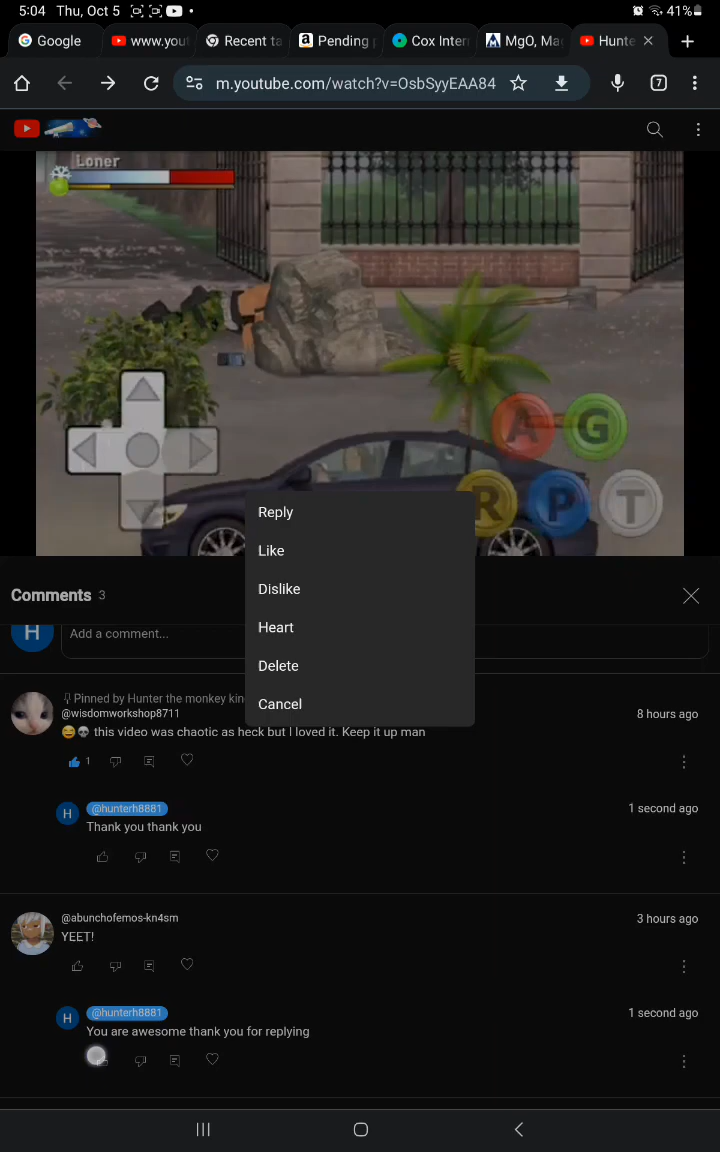 5:04 Thu, Oct 5
41%
Google
www.yout
Recent ta
Pending
Cox Inter
MgO, Ma
Hunte
m.youtube.com/watch?v=OsbSyyEAA84
7
Loner
A
G
R
P
T
Reply
Like
Dislike
Heart
Delete
Cancel
Comments 3
H
Add a comment...
Pinned by Hunter the monkey kin
@wisdomworkshop8711
8 hours ago
😅💀 this video was chaotic as heck but I loved it. Keep it up man
1
H
@hunterh8881
1 second ago
Thank you thank you
@abunchofemos-kn4sm
3 hours ago
YEET!
H
@hunterh8881
1 second ago
You are awesome thank you for replying